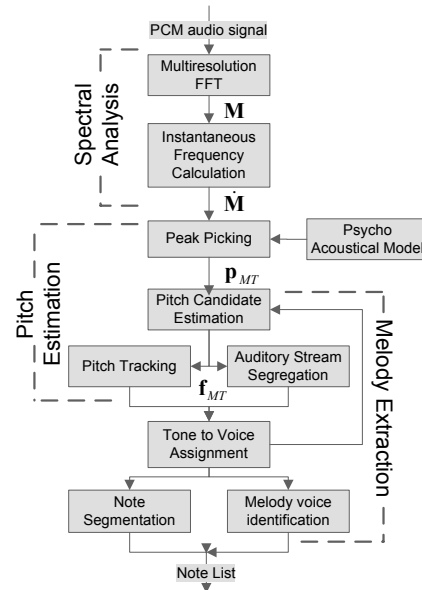 PCM audio signal
Multiresolution
FFT
M
Spectral
Analysis
Instantaneous
Frequency
Calculation
Ṁ
Peak Picking
Psycho
Acoustical Model
p_MT
Pitch
Estimation
Pitch Candidate
Estimation
Melody Extraction
Pitch Tracking
Auditory Stream
Segregation
f_MT
Tone to Voice
Assignment
Note
Segmentation
Melody voice
identification
Note List